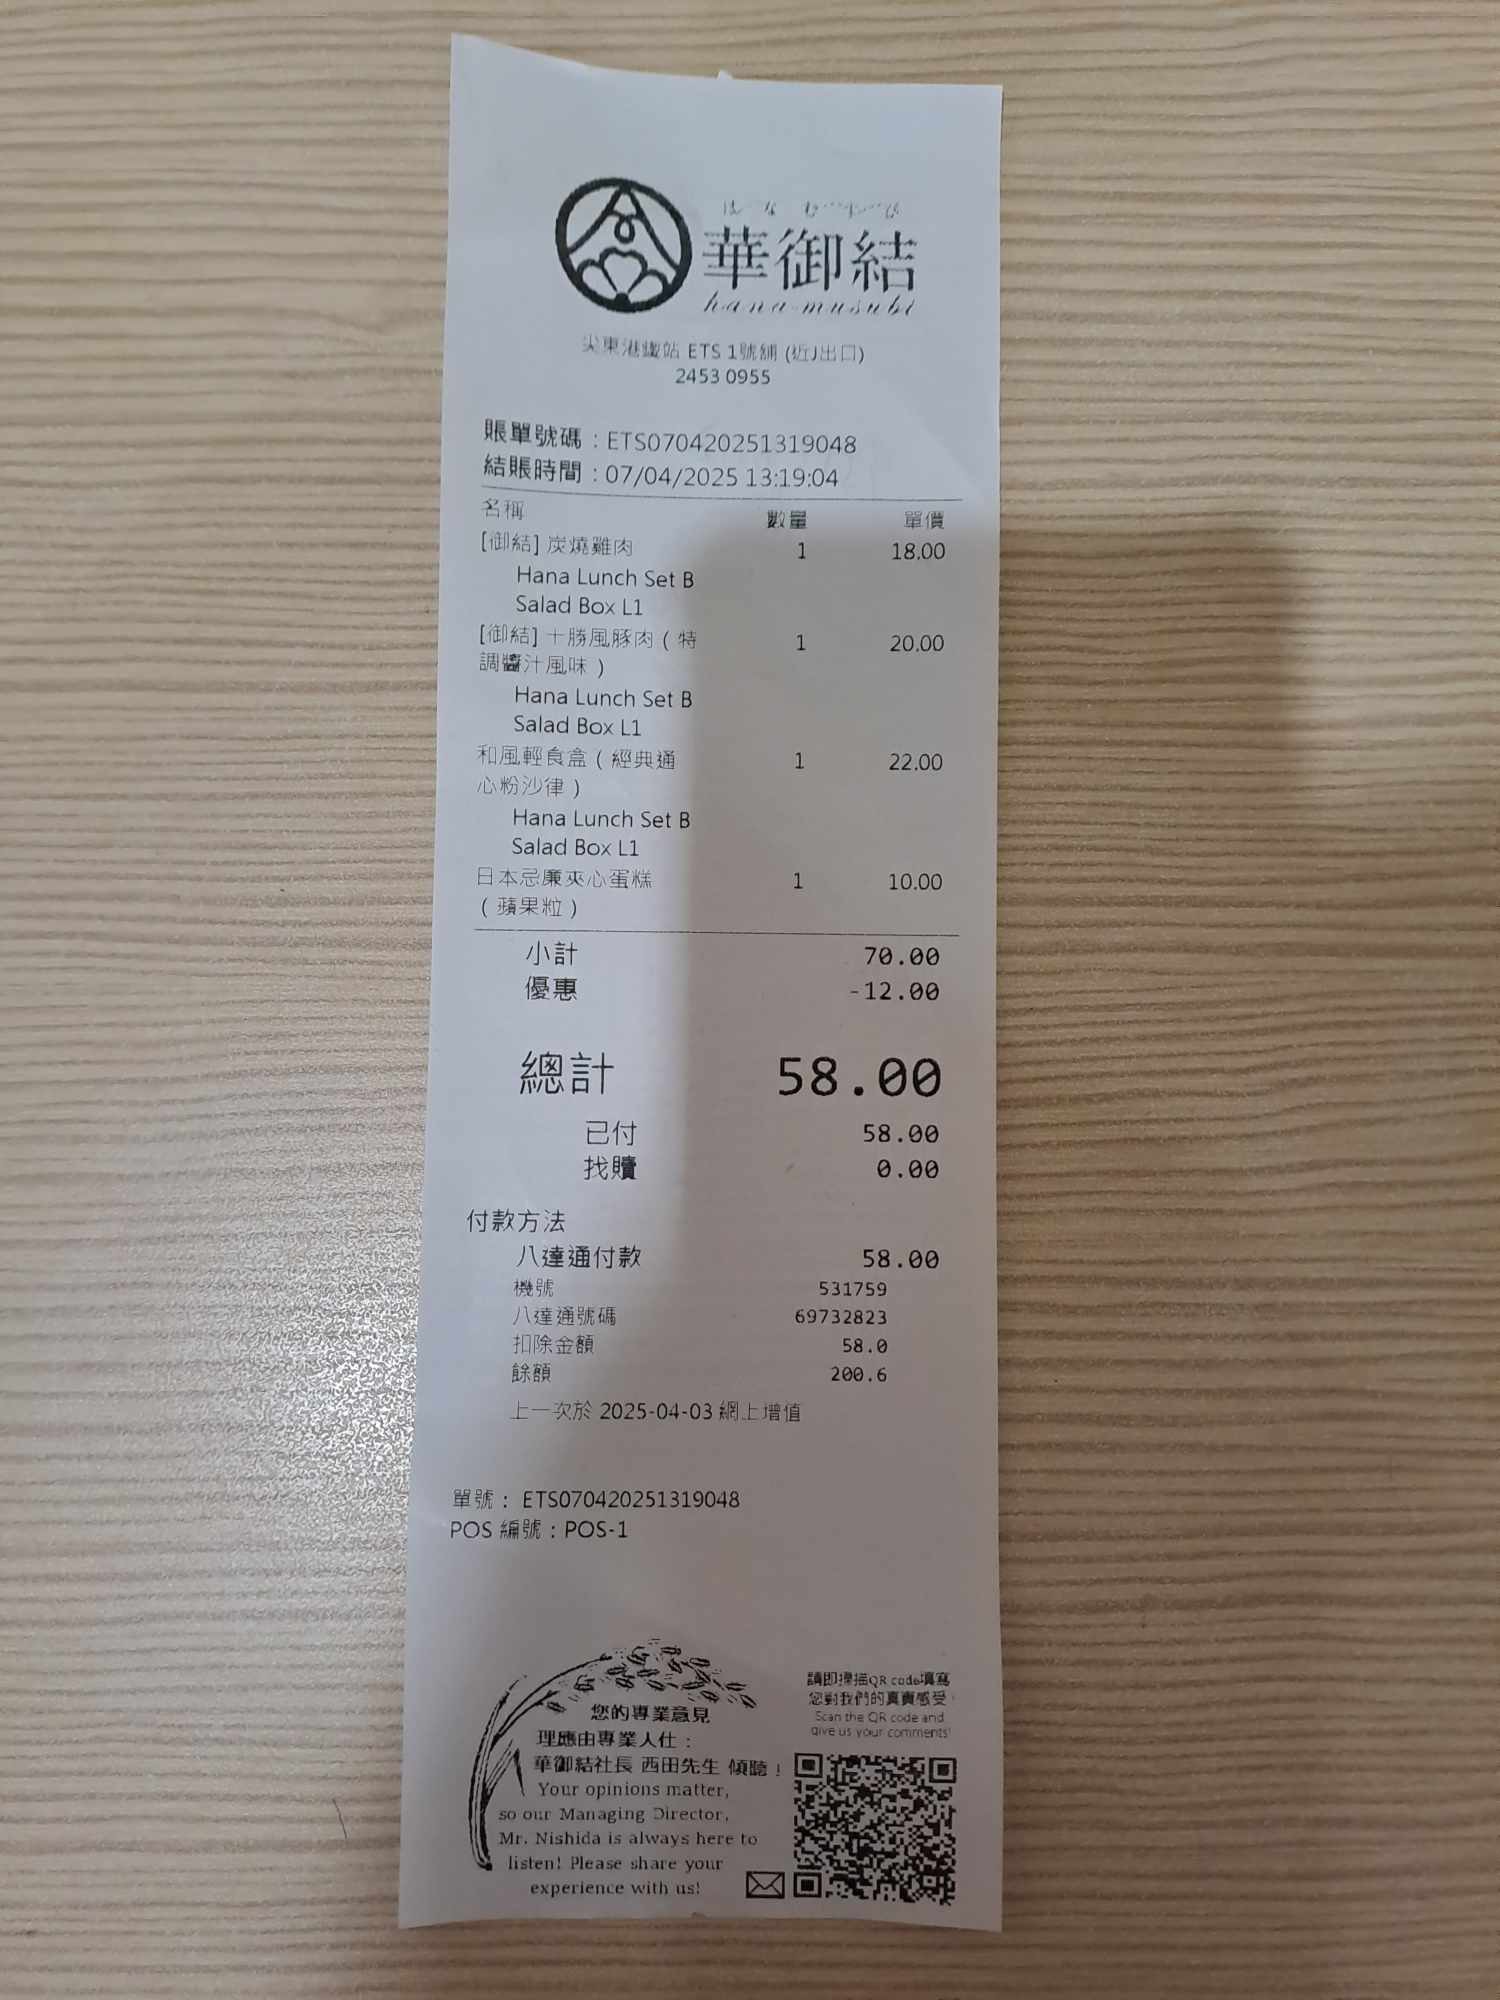 はなむすび
華御結
hana-musubi
尖東港鐵站 ETS 1號舖 (近J出口)
2453 0955
賬單號碼：ETS070420251319048
結賬時間：07/04/2025 13:19:04
名稱 數量 單價
[御結] 炭燒雞肉 1 18.00
Hana Lunch Set B
Salad Box L1
[御結] 十勝風豚肉（特 1 20.00
調醬汁風味）
Hana Lunch Set B
Salad Box L1
和風輕食盒（經典通 1 22.00
心粉沙律）
Hana Lunch Set B
Salad Box L1
日本忌廉夾心蛋糕 1 10.00
（蘋果粒）
小計 70.00
優惠 -12.00
總計 58.00
已付 58.00
找贖 0.00
付款方法
八達通付款 58.00
機號 531759
八達通號碼 69732823
扣除金額 58.0
餘額 200.6
上一次於 2025-04-03 網上增值
單號： ETS070420251319048
POS 編號：POS-1
您的專業意見
理應由專業人仕：
華御結社長 西田先生 傾聽！
Your opinions matter,
so our Managing Director,
Mr. Nishida is always here to
listen! Please share your
experience with us!
請即掃描QR code填寫
您對我們的真實感受！
Scan the QR code and
give us your comments!